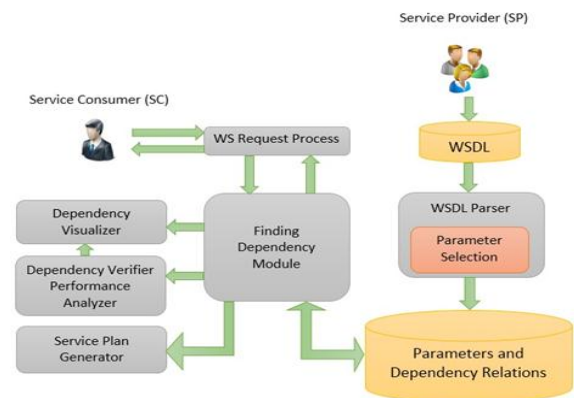 Service Provider (SP)
Service Consumer (SC)
WS Request Process
WSDL
WSDL Parser
Parameter
Selection
Dependency
Visualizer
Finding
Dependency
Module
Dependency Verifier
Performance
Analyzer
Service Plan
Generator
Parameters and
Dependency Relations